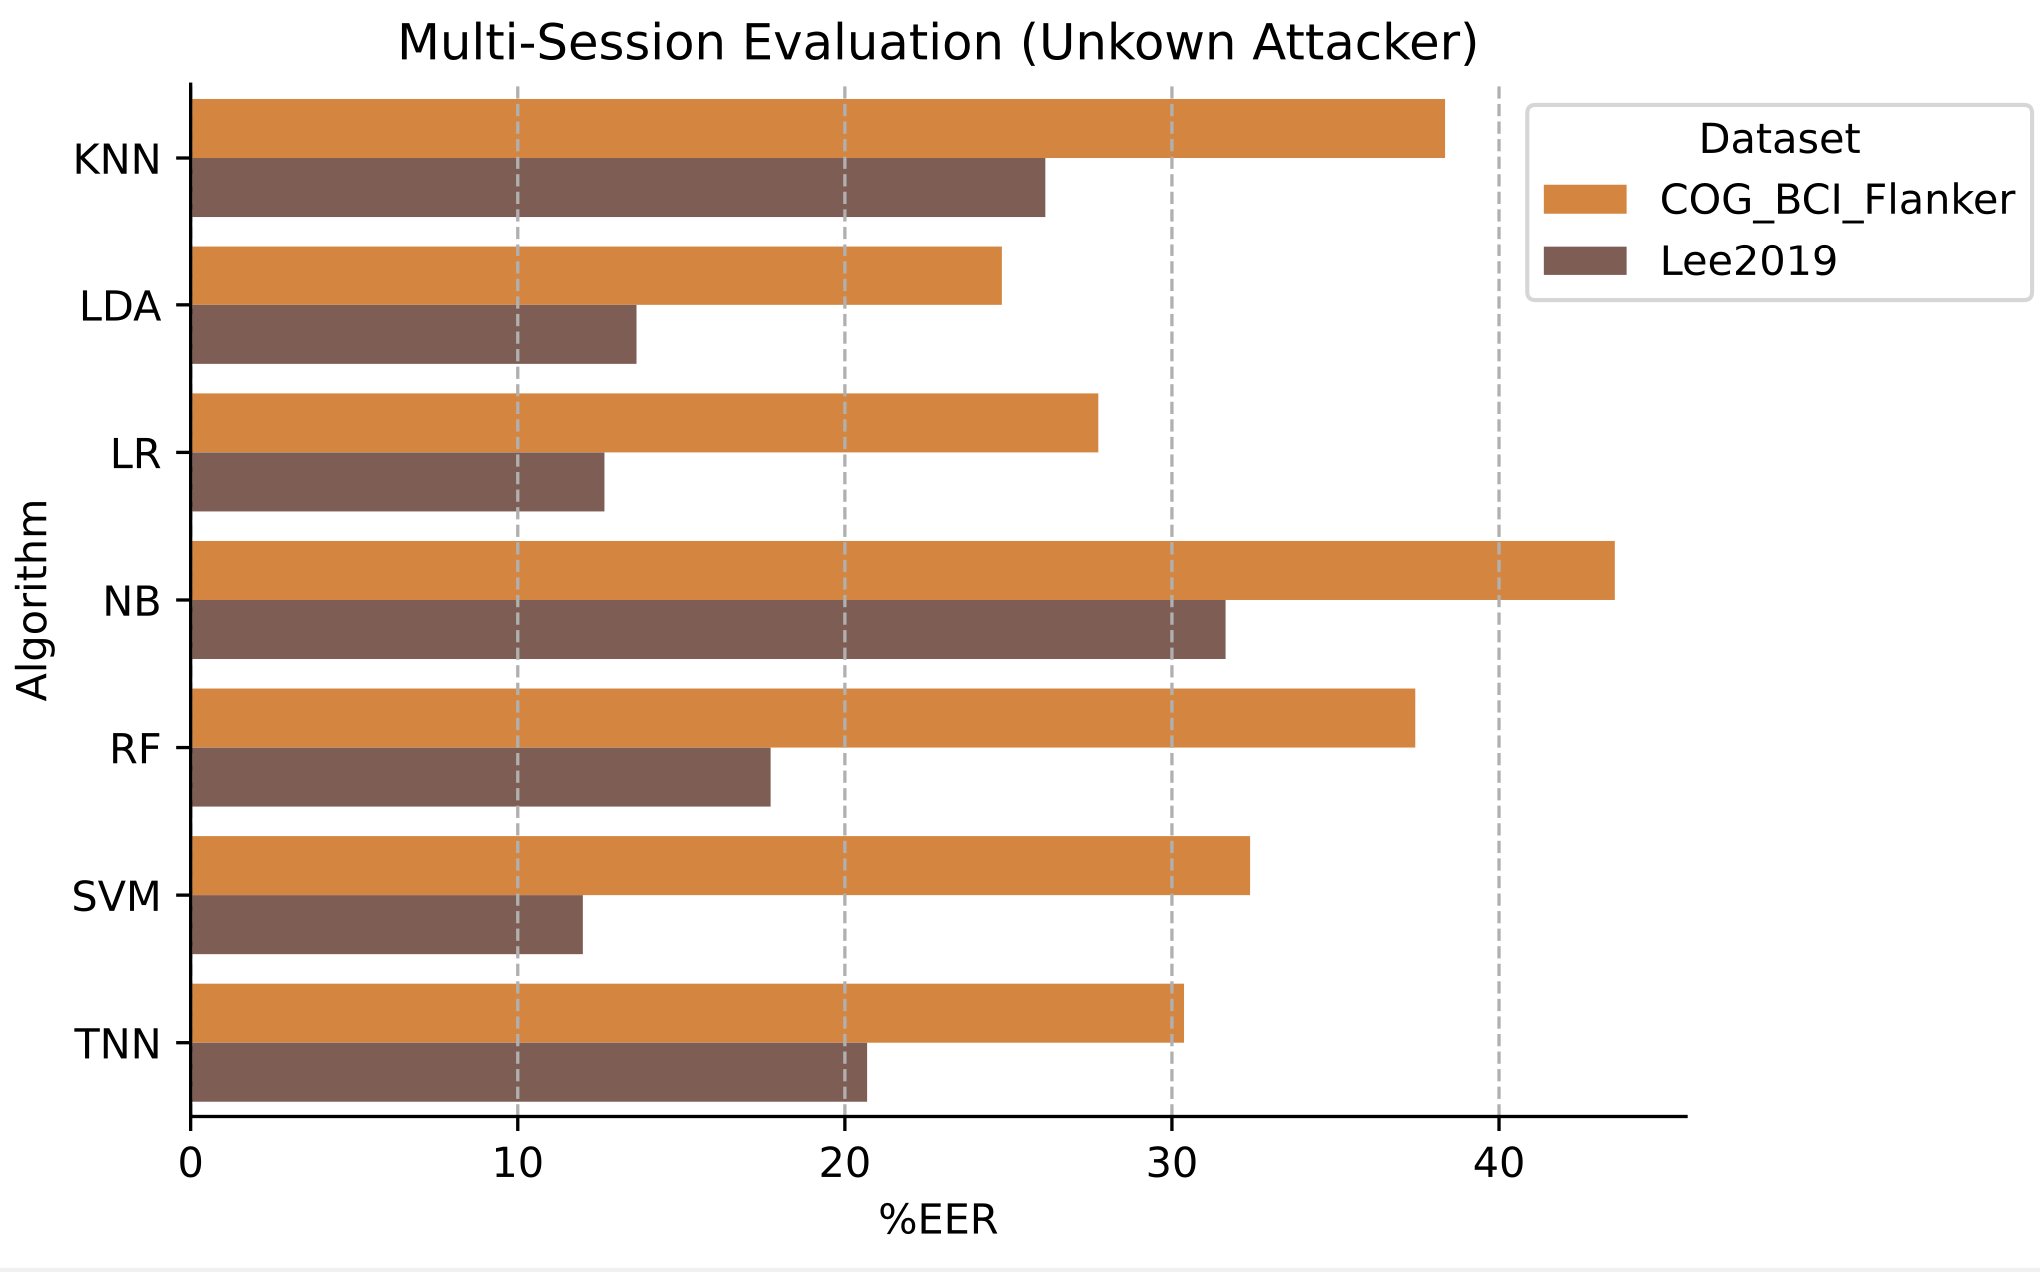 Multi-Session Evaluation (Unkown Attacker)
Dataset
COG_BCI_Flanker
Lee2019
Algorithm
KNN
LDA
LR
NB
RF
SVM
TNN
0 10 20 30 40
%EER